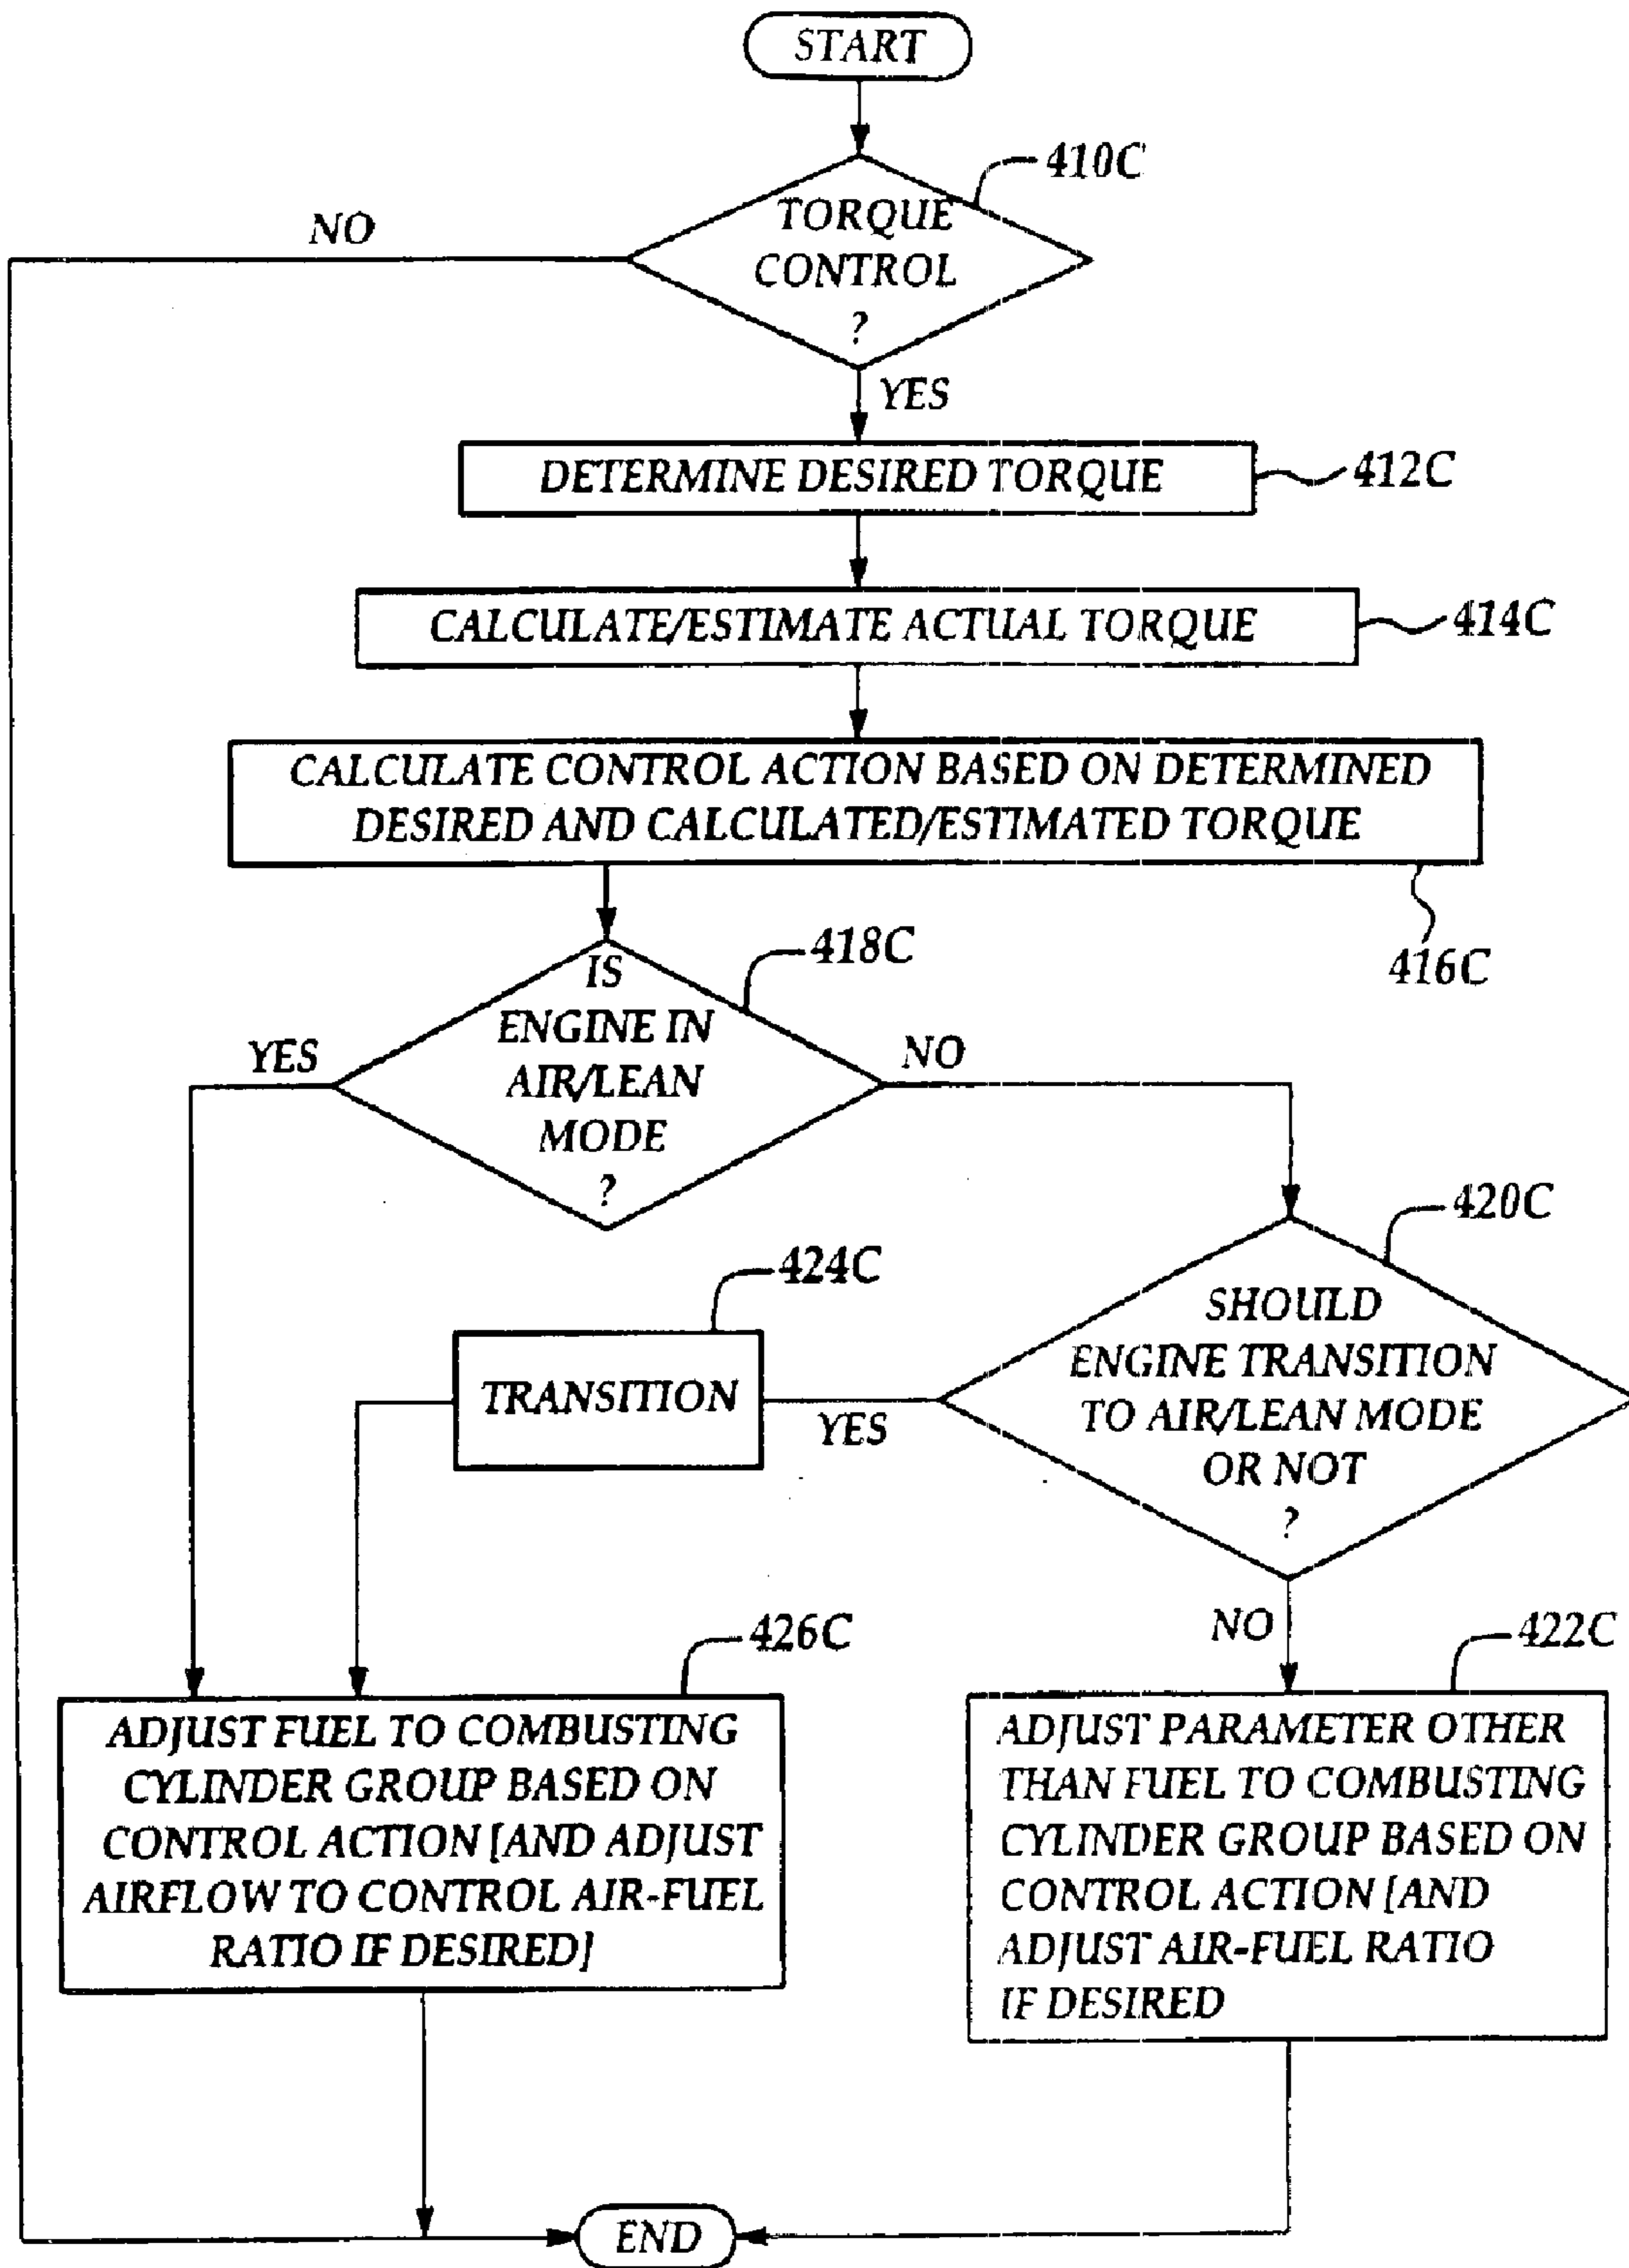 START
410C
TORQUE
CONTROL
?
NO
YES
DETERMINE DESIRED TORQUE
412C
CALCULATE/ESTIMATE ACTUAL TORQUE
414C
CALCULATE CONTROL ACTION BASED ON DETERMINED
DESIRED AND CALCULATED/ESTIMATED TORQUE
416C
418C
IS
ENGINE IN
AIR/LEAN
MODE
?
YES
NO
420C
SHOULD
ENGINE TRANSITION
TO AIR/LEAN MODE
OR NOT
?
424C
TRANSITION
YES
NO
426C
ADJUST FUEL TO COMBUSTING
CYLINDER GROUP BASED ON
CONTROL ACTION [AND ADJUST
AIRFLOW TO CONTROL AIR-FUEL
RATIO IF DESIRED]
422C
ADJUST PARAMETER OTHER
THAN FUEL TO COMBUSTING
CYLINDER GROUP BASED ON
CONTROL ACTION [AND
ADJUST AIR-FUEL RATIO
IF DESIRED
END